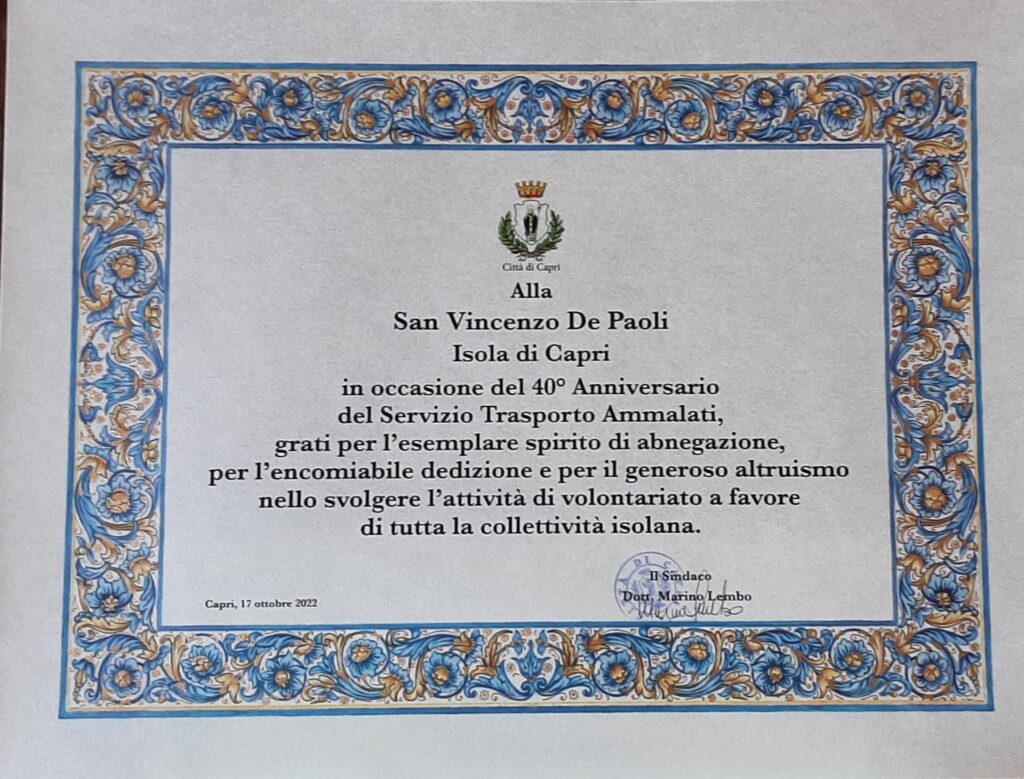 Città di Capri
Alla
San Vincenzo De Paoli
Isola di Capri
in occasione del 40° Anniversario
del Servizio Trasporto Ammalati,
grati per l'esemplare spirito di abnegazione,
per l'encomiabile dedizione e per il generoso altruismo
nello svolgere l'attività di volontariato a favore
di tutta la collettività isolana.
Il Sindaco
Dott. Marino Lembo
Capri, 17 ottobre 2022